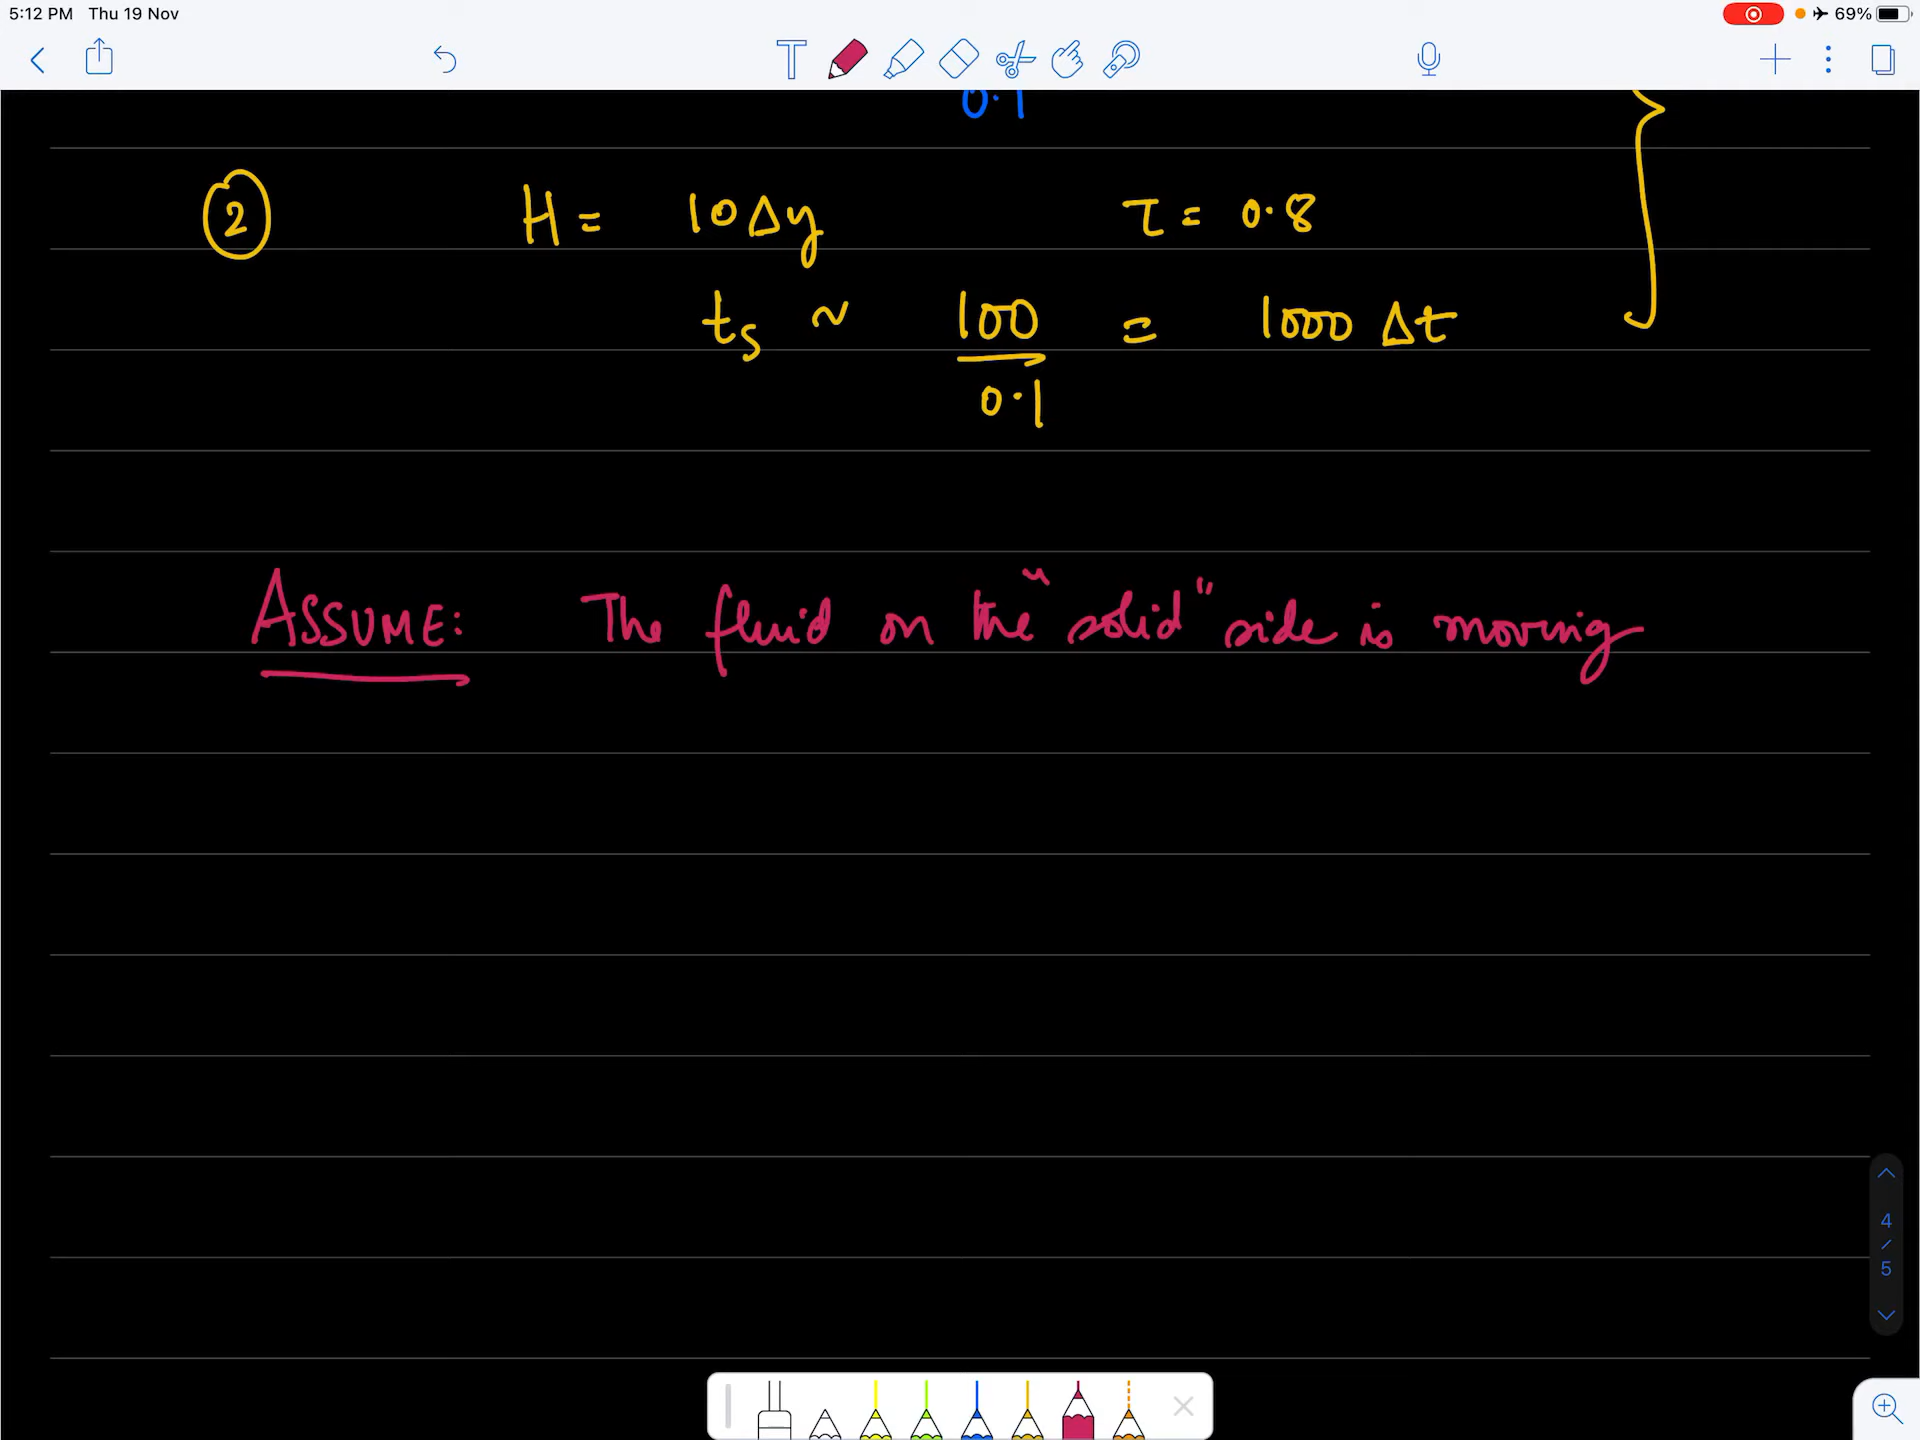 5:12 PM Thu 19 Nov
69%
T
0.1
2 H = 10Δy τ = 0.8
ts ~ 100 = 1000 Δt
0.1
ASSUME: The fluid on the "solid" side is moving
4
/
5